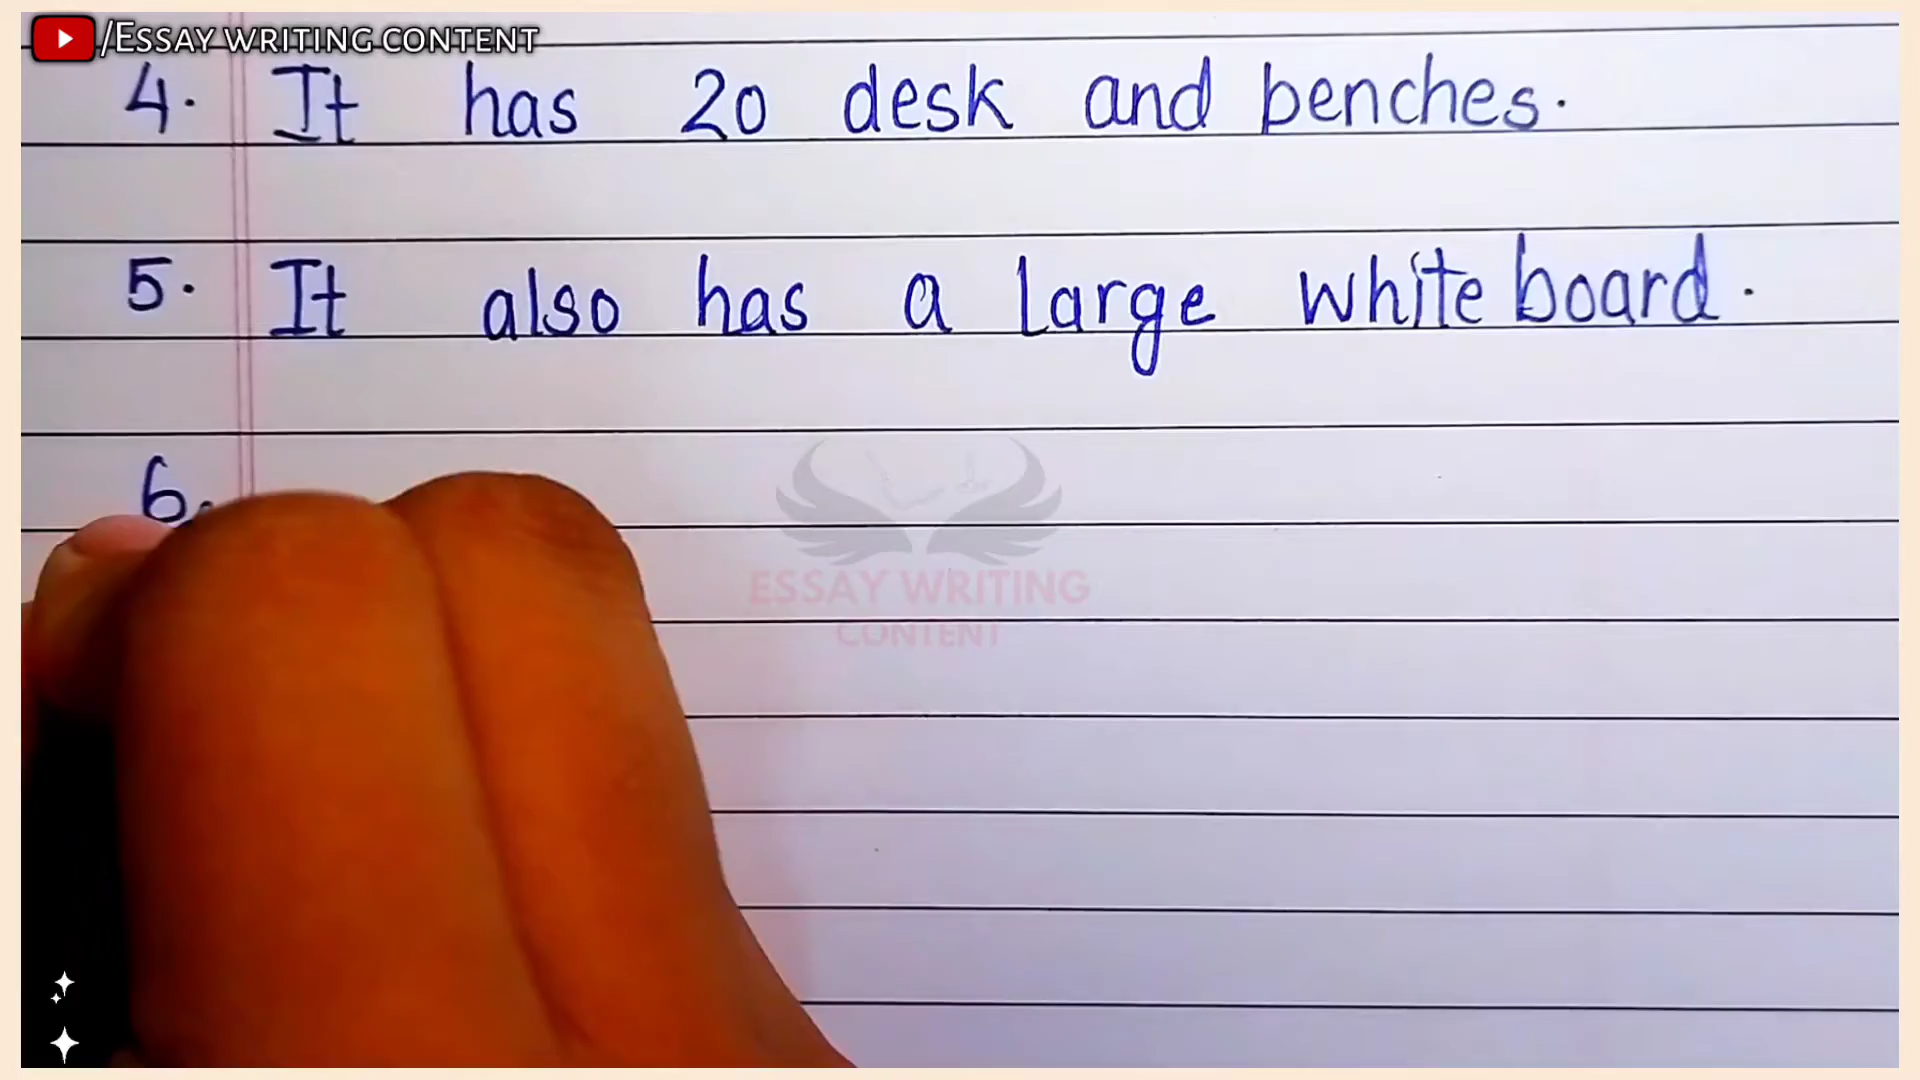 /ESSAY WRITING CONTENT
4. It has 20 desk and benches.
5. It also has a large white board.
6.
ESSAY WRITING
CONTENT